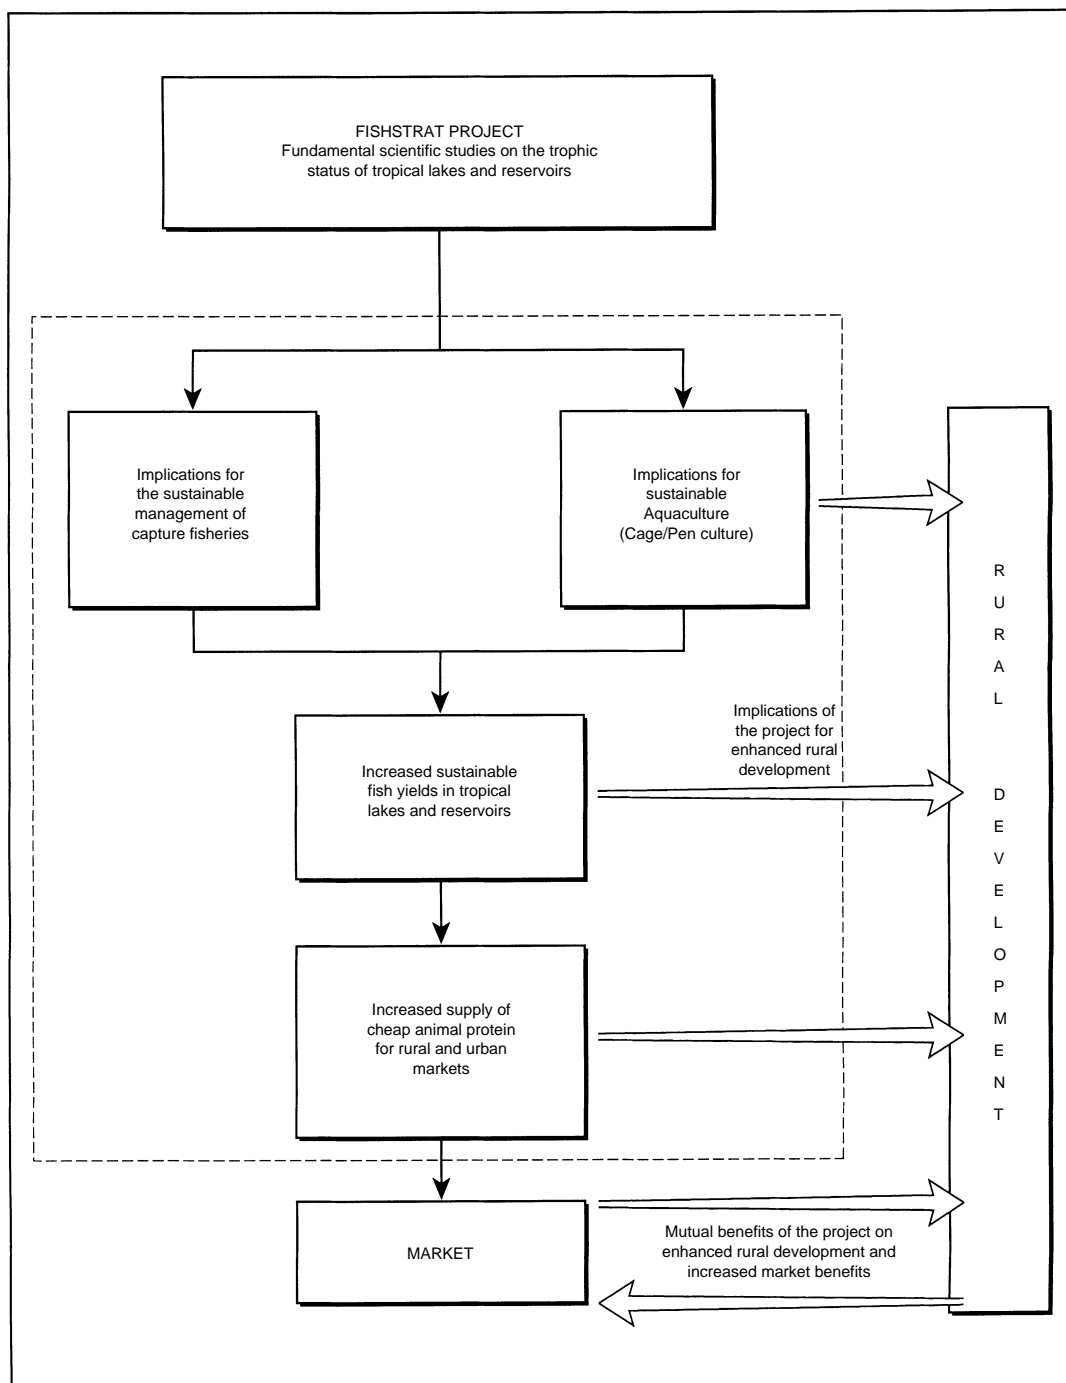 FISHSTRAT PROJECT
Fundamental scientific studies on the trophic
status of tropical lakes and reservoirs
Implications for
the sustainable
management of
capture fisheries
Implications for
sustainable
Aquaculture
(Cage/Pen culture)
Increased sustainable
fish yields in tropical
lakes and reservoirs
Implications of
the project for
enhanced rural
development
Increased supply of
cheap animal protein
for rural and urban
markets
MARKET
Mutual benefits of the project on
enhanced rural development and
increased market benefits
R
U
R
A
L
D
E
V
E
L
O
P
M
E
N
T